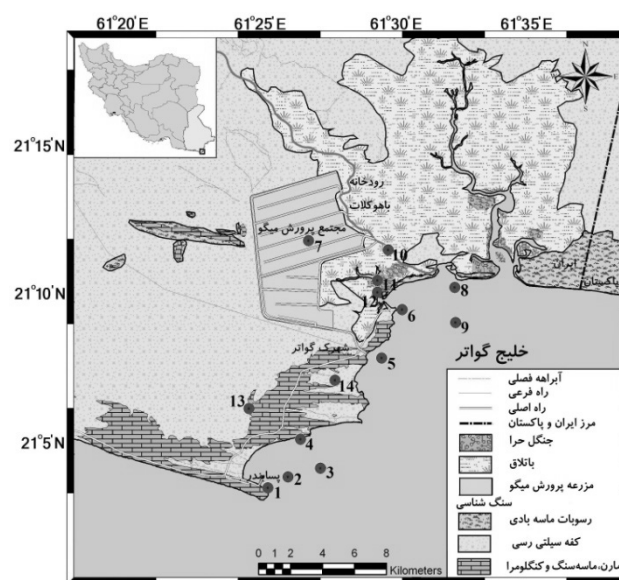 61°20'E 61°25'E 61°30'E 61°35'E
21°15'N
21°10'N
21°5'N
N
رودخانه
باهوکلات
مجتمع پرورش میگو
7
10
11
12
6
8
9
ایران
پاکستان
خلیج گواتر
شهرک گواتر
5
14
13
4
3
پسابندر
2
1
آبراهه فصلی
راه فرعی
راه اصلی
مرز ایران و پاکستان
جنگل حرا
باتلاق
مزرعه پرورش میگو
سنگ شناسی
رسوبات ماسه بادی
کفه سیلتی رسی
مارن،ماسه‌سنگ و کنگلومرا
0 1 2 4 6 8
Kilometers